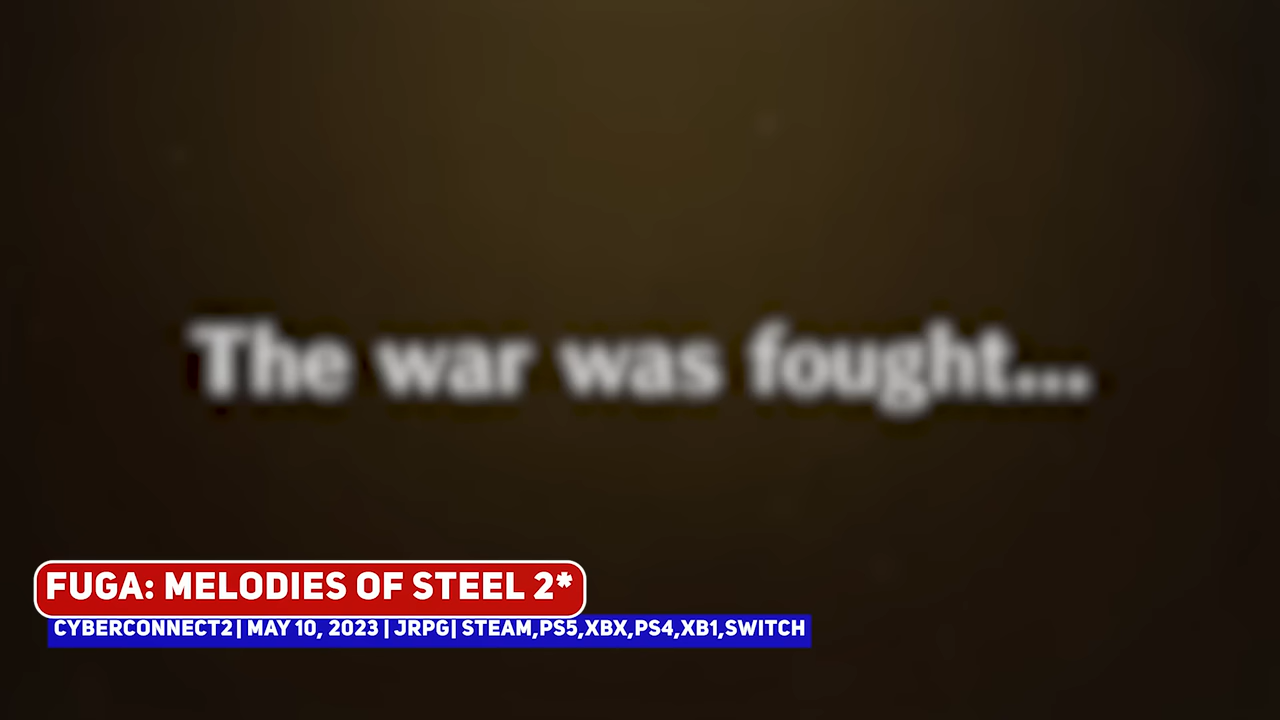 The war was fought...
FUGA: MELODIES OF STEEL 2*
CYBERCONNECT2| MAY 10, 2023 | JRPG| STEAM,PS5,XBX,PS4,XB1,SWITCH